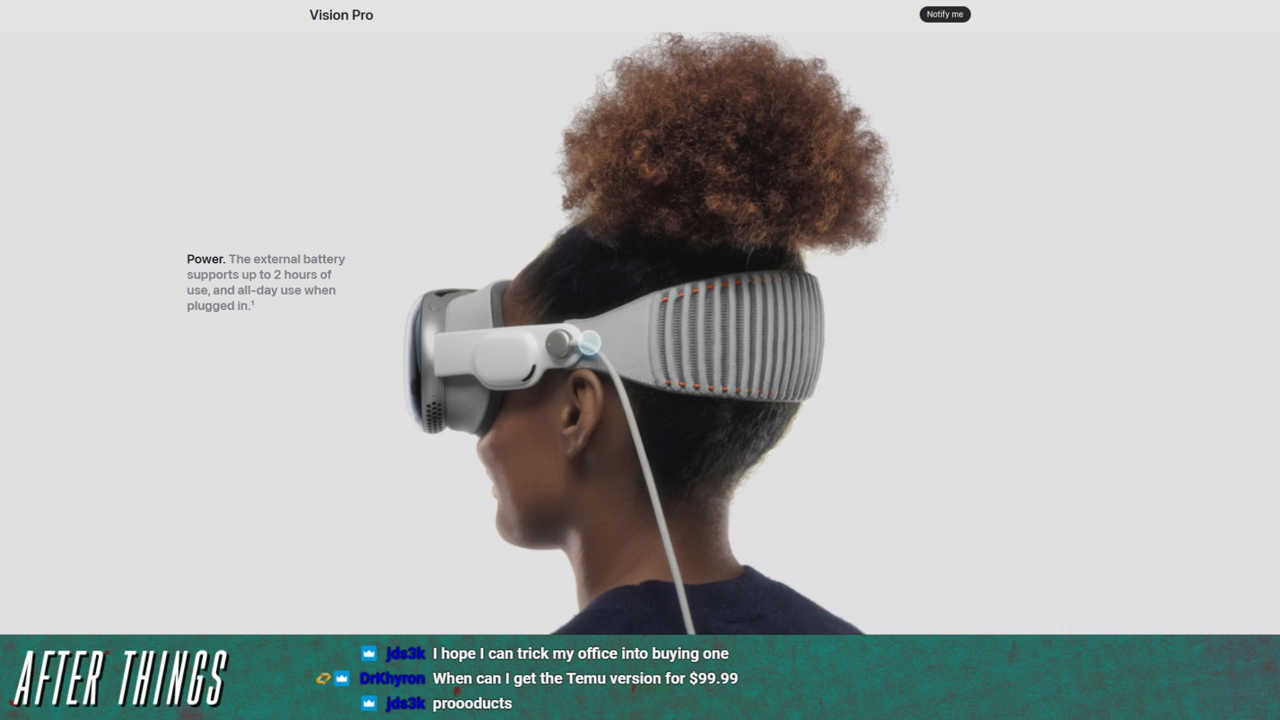 Vision Pro
Notify me
Power. The external battery
supports up to 2 hours of
use, and all-day use when
plugged in.¹
AFTER THINGS
jds3k I hope I can trick my office into buying one
DrKhyron When can I get the Temu version for $99.99
jds3k proooducts